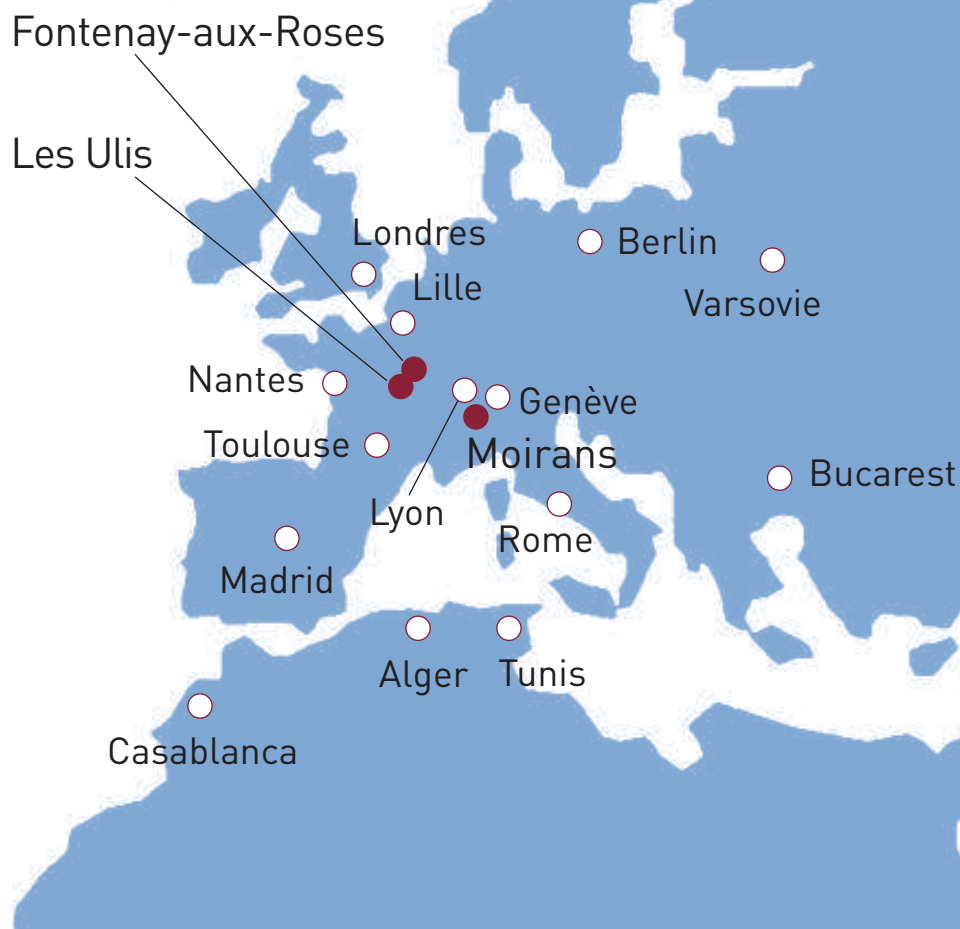 Fontenay-aux-Roses
Les Ulis
Londres
Berlin
Lille
Varsovie
Nantes
Genève
Toulouse
Moirans
Bucarest
Lyon
Rome
Madrid
Alger
Tunis
Casablanca